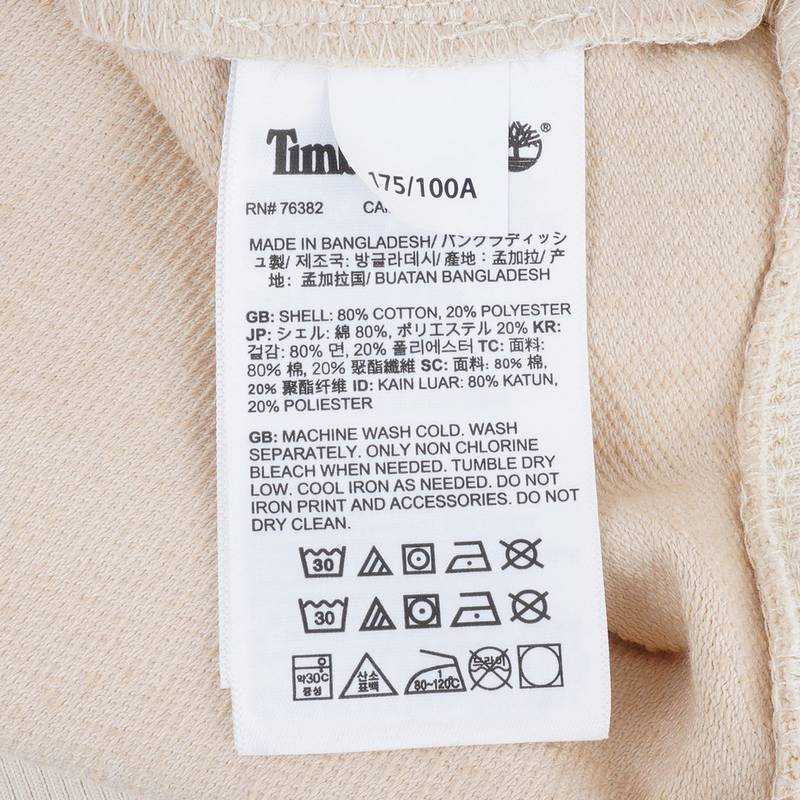 175/100A
RN# 76382
MADE IN BANGLADESH/ バングラディッシ
ュ製/ 제조국: 방글라데시/ 產地：孟加拉/ 产
地：孟加拉国/ BUATAN BANGLADESH
GB: SHELL: 80% COTTON, 20% POLYESTER
JP: シェル: 綿 80%, ポリエステル 20% KR:
겉감: 80% 면, 20% 폴리에스터 TC: 面料:
80% 棉, 20% 聚酯纖維 SC: 面料: 80% 棉,
20% 聚酯纤维 ID: KAIN LUAR: 80% KATUN,
20% POLIESTER
GB: MACHINE WASH COLD. WASH
SEPARATELY. ONLY NON CHLORINE
BLEACH WHEN NEEDED. TUMBLE DRY
LOW. COOL IRON AS NEEDED. DO NOT
IRON PRINT AND ACCESSORIES. DO NOT
DRY CLEAN.
30
30
약30℃
중성
산소
표백
1
80~120℃
드라이